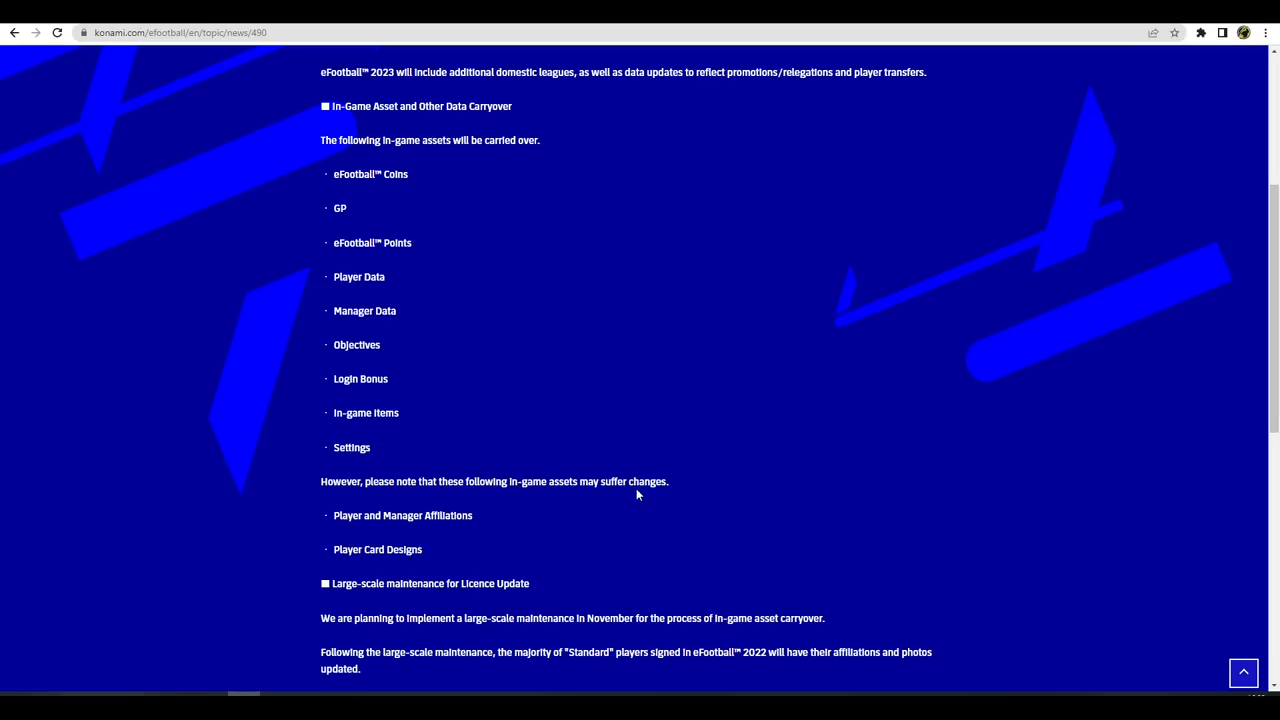 konami.com/efootball/en/topic/news/490
eFootball™ 2023 will include additional domestic leagues, as well as data updates to reflect promotions/relegations and player transfers.
■ In-Game Asset and Other Data Carryover
The following in-game assets will be carried over.
・ eFootball™ Coins
・ GP
・ eFootball™ Points
・ Player Data
・ Manager Data
・ Objectives
・ Login Bonus
・ In-game Items
・ Settings
However, please note that these following in-game assets may suffer changes.
・ Player and Manager Affiliations
・ Player Card Designs
■ Large-scale maintenance for Licence Update
We are planning to implement a large-scale maintenance in November for the process of in-game asset carryover.
Following the large-scale maintenance, the majority of "Standard" players signed in eFootball™ 2022 will have their affiliations and photos
updated.